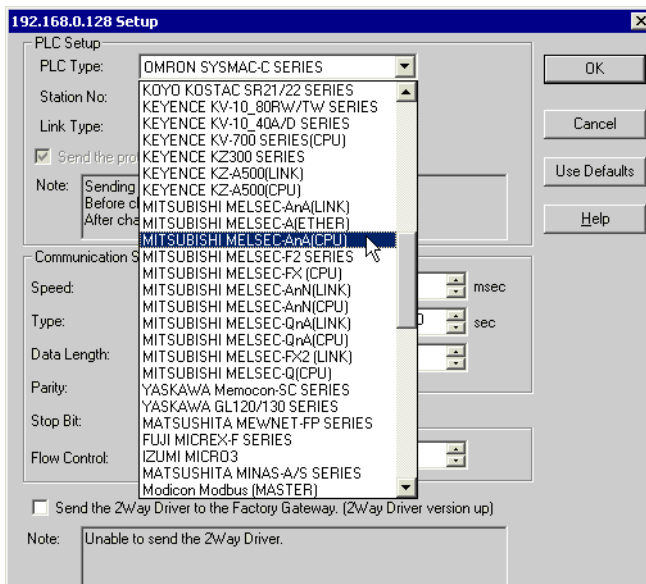 192.168.0.128 Setup
PLC Setup
PLC Type: OMRON SYSMAC-C SERIES
OK
Station No:
Link Type:
Cancel
Send the
Use Defaults
Note: Sending
Before
After
Help
KOYO KOSTAC SR21/22 SERIES
KEYENCE KV-10_80RW/TW SERIES
KEYENCE KV-10_40A/D SERIES
KEYENCE KV-700 SERIES(CPU)
KEYENCE KZ300 SERIES
KEYENCE KZ-A500(LINK)
KEYENCE KZ-A500(CPU)
MITSUBISHI MELSEC-AnA(LINK)
MITSUBISHI MELSEC-A(ETHER)
MITSUBISHI MELSEC-AnA(CPU)
MITSUBISHI MELSEC-F2 SERIES
MITSUBISHI MELSEC-FX (CPU)
MITSUBISHI MELSEC-AnN(LINK)
MITSUBISHI MELSEC-AnN(CPU)
MITSUBISHI MELSEC-QnA(LINK)
MITSUBISHI MELSEC-QnA(CPU)
MITSUBISHI MELSEC-FX2 (LINK)
MITSUBISHI MELSEC-Q(CPU)
YASKAWA Memocon-SC SERIES
YASKAWA GL120/130 SERIES
MATSUSHITA MEWNET-FP SERIES
FUJI MICREX-F SERIES
IZUMI MICRO3
MATSUSHITA MINAS-A/S SERIES
Modicon Modbus (MASTER)
Communication
Speed:
msec
Type:
sec
Data Length:
Parity:
Stop Bit:
Flow Control:
Send the 2Way Driver to the Factory Gateway. (2Way Driver version up)
Note: Unable to send the 2Way Driver.